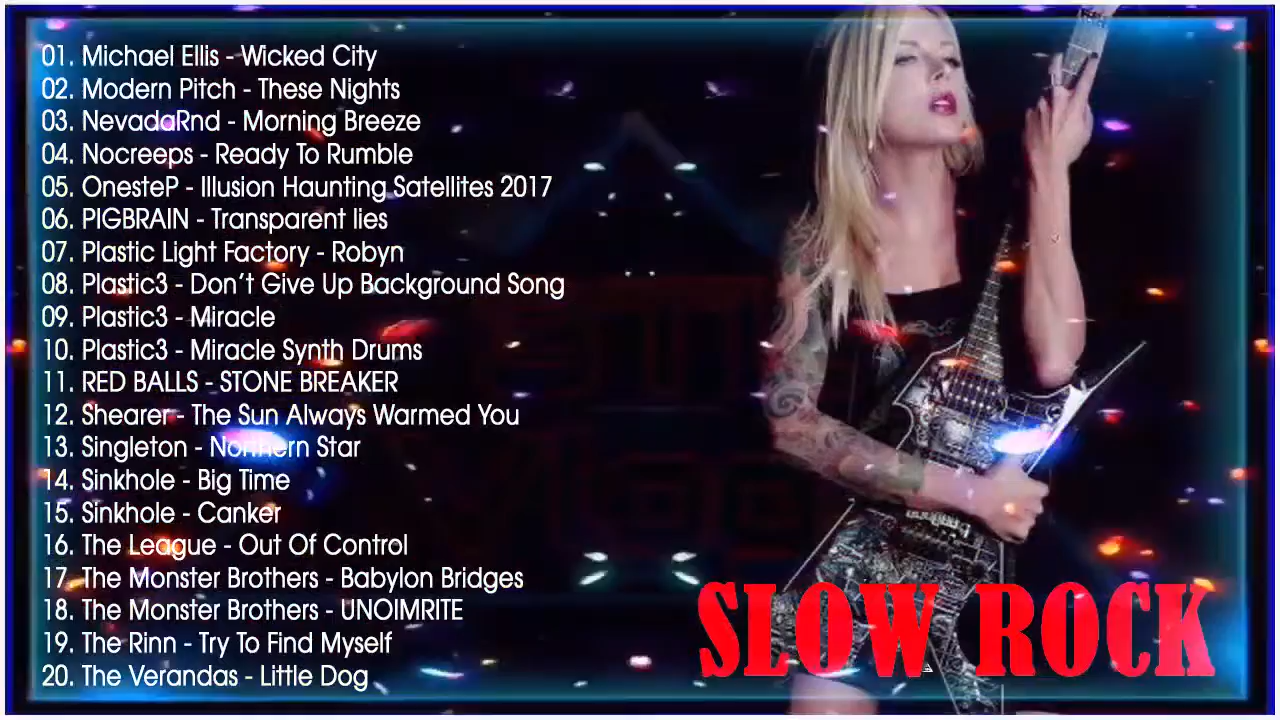 01. Michael Ellis - Wicked City
02. Modern Pitch - These Nights
03. NevadaRnd - Morning Breeze
04. Nocreeps - Ready To Rumble
05. OnesteP - Illusion Haunting Satellites 2017
06. PIGBRAIN - Transparent lies
07. Plastic Light Factory - Robyn
08. Plastic3 - Don’t Give Up Background Song
09. Plastic3 - Miracle
10. Plastic3 - Miracle Synth Drums
11. RED BALLS - STONE BREAKER
12. Shearer - The Sun Always Warmed You
13. Singleton - Northern Star
14. Sinkhole - Big Time
15. Sinkhole - Canker
16. The League - Out Of Control
17. The Monster Brothers - Babylon Bridges
18. The Monster Brothers - UNOIMRITE
19. The Rinn - Try To Find Myself
20. The Verandas - Little Dog
SLOW ROCK